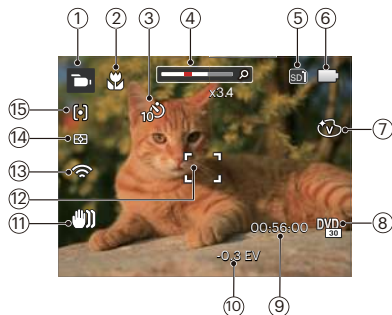 ① ② ③ ④ ⑤ ⑥
SD
x3.4
10
⑮
⑭
V
⑦
⑬
⑫
⑪
00:56:00
DVD
30
⑧
-0.3 EV
⑩ ⑨